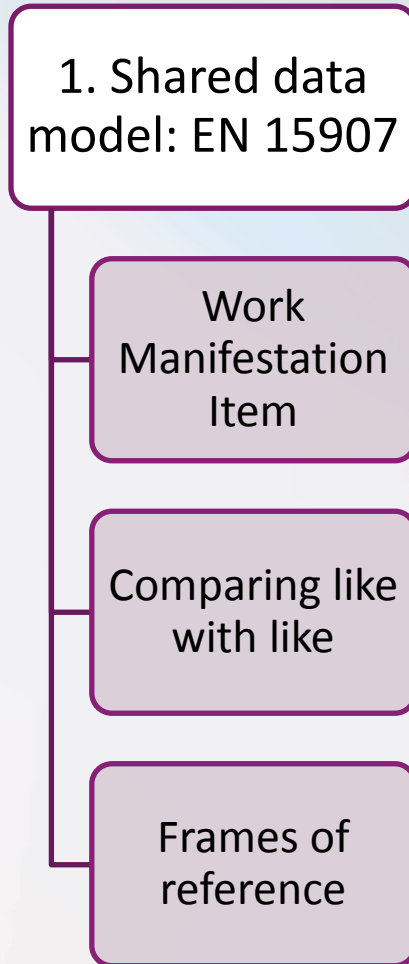 1. Shared data
model: EN 15907
Work
Manifestation
Item
Comparing like
with like
Frames of
reference